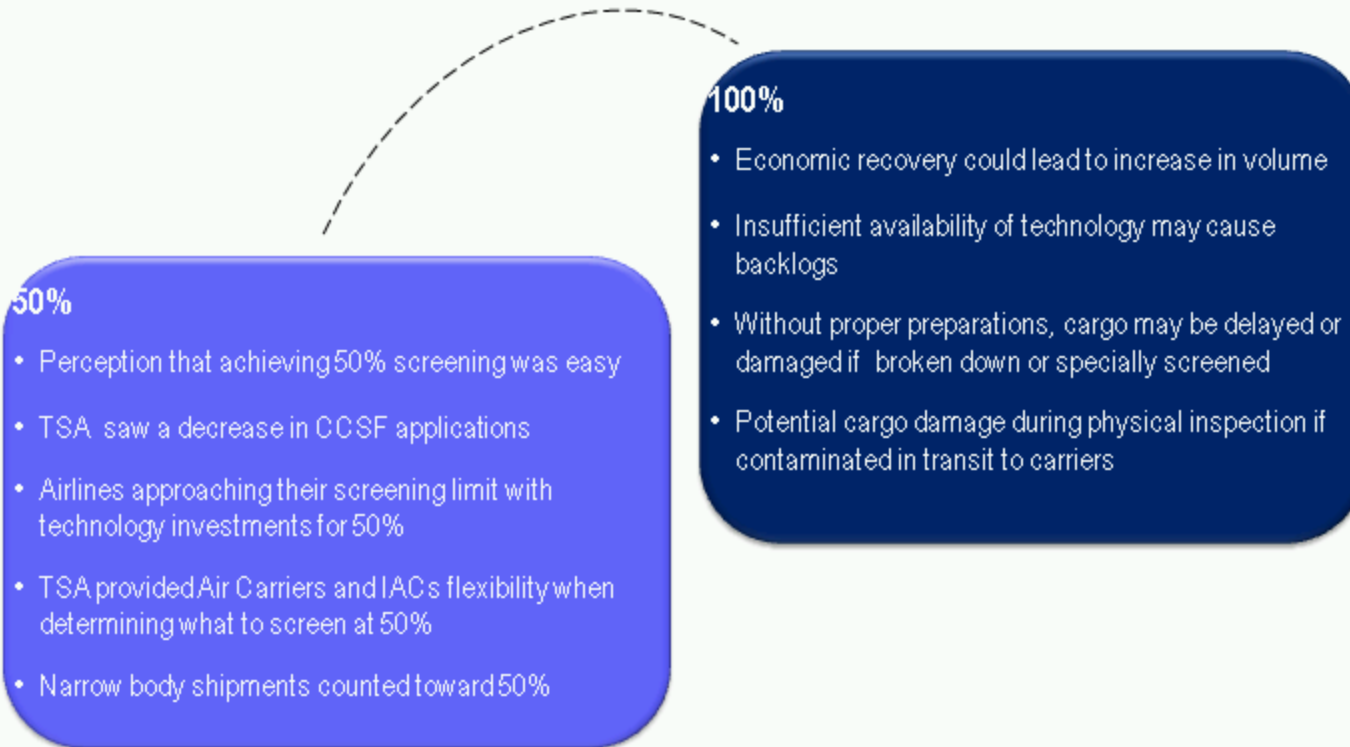 50%
• Perception that achieving 50% screening was easy
• TSA saw a decrease in CCSF applications
• Airlines approaching their screening limit with
technology investments for 50%
• TSA provided Air Carriers and IACs flexibility when
determining what to screen at 50%
• Narrow body shipments counted toward 50%
100%
• Economic recovery could lead to increase in volume
• Insufficient availability of technology may cause
backlogs
• Without proper preparations, cargo may be delayed or
damaged if broken down or specially screened
• Potential cargo damage during physical inspection if
contaminated in transit to carriers